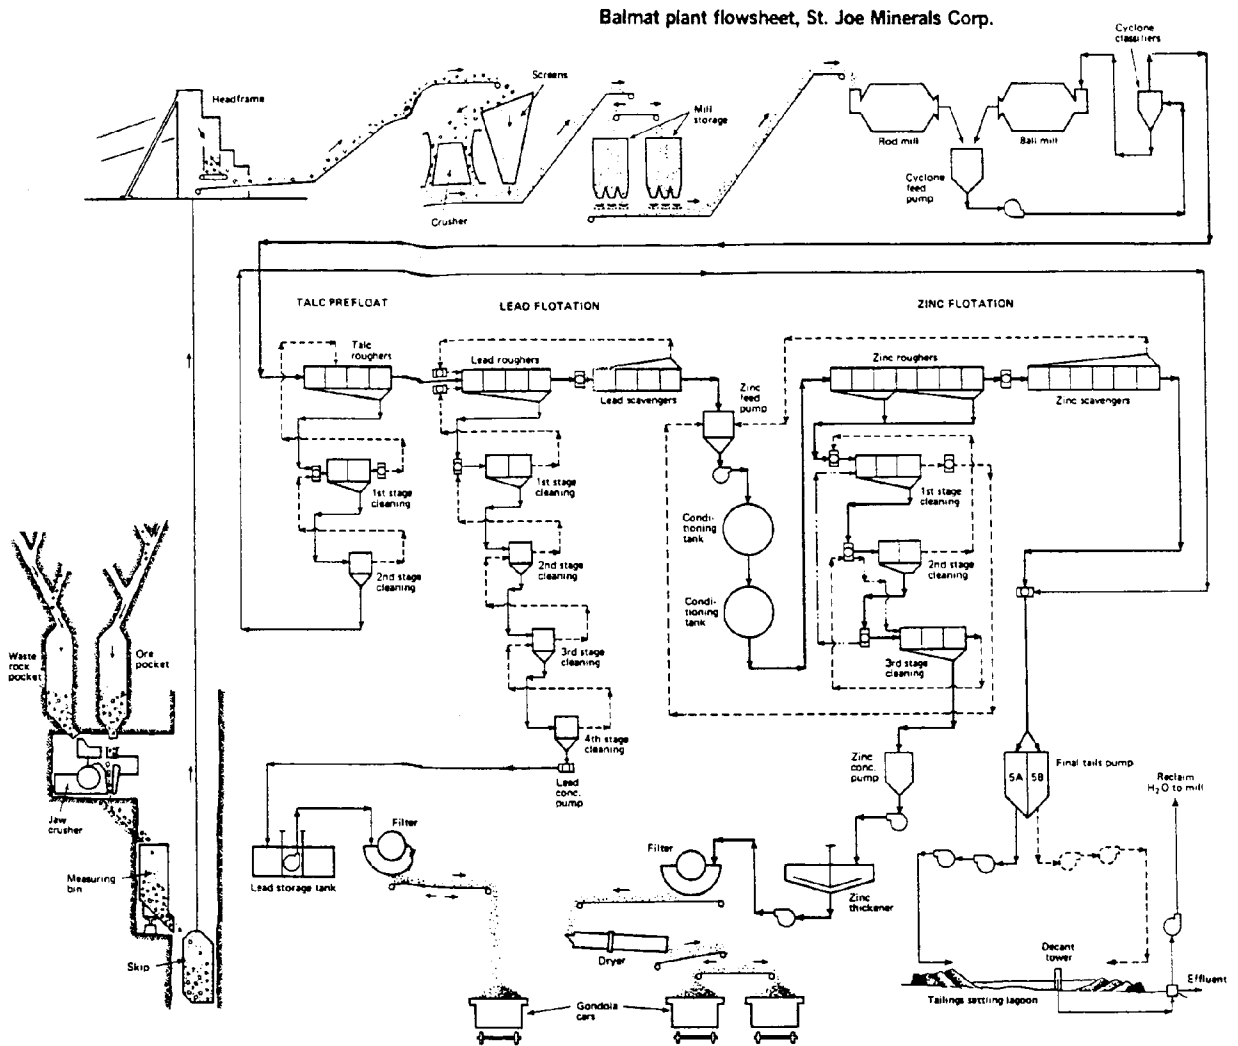 Balmat plant flowsheet, St. Joe Minerals Corp.
Cyclone
classifiers
Headframe
Screens
Mill
storage
Crusher
Rod mill
Ball mill
Cyclone
feed
pump
TALC PREFLOAT
LEAD FLOTATION
ZINC FLOTATION
Talc
roughers
Lead roughers
Lead scavengers
Zinc
feed
pump
Zinc roughers
Zinc scavengers
1st stage
cleaning
2nd stage
cleaning
1st stage
cleaning
2nd stage
cleaning
3rd stage
cleaning
4th stage
cleaning
Lead
conc.
pump
Condi-
tioning
tank
Condi-
tioning
tank
1st stage
cleaning
2nd stage
cleaning
3rd stage
cleaning
Waste
rock
pocket
Ore
pocket
Jaw
crusher
Measuring
bin
Skip
Zinc
conc.
pump
5A 5B
Final tails pump
Reclaim
H2O to mill
Filter
Lead storage tank
Filter
Zinc
thickener
Dryer
Gondola
cars
Decant
tower
Tailings settling lagoon
Effluent